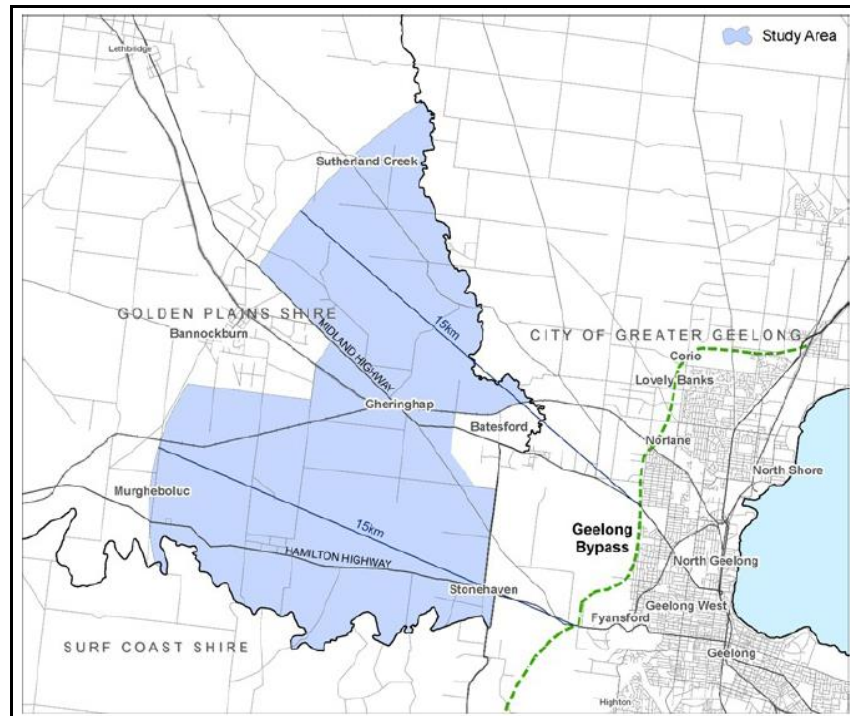 Study Area
Lethbridge
Sutherland Creek
GOLDEN PLAINS SHIRE
Bannockburn
MIDLAND HIGHWAY
15km
CITY OF GREATER GEELONG
Corio
Lovely Banks
Gheringhap
Batesford
Norlane
North Shore
Murgheboluc
15km
Geelong
Bypass
HAMILTON HIGHWAY
North Geelong
Stonehaven
Geelong West
Fyansford
SURF COAST SHIRE
Geelong
Highton